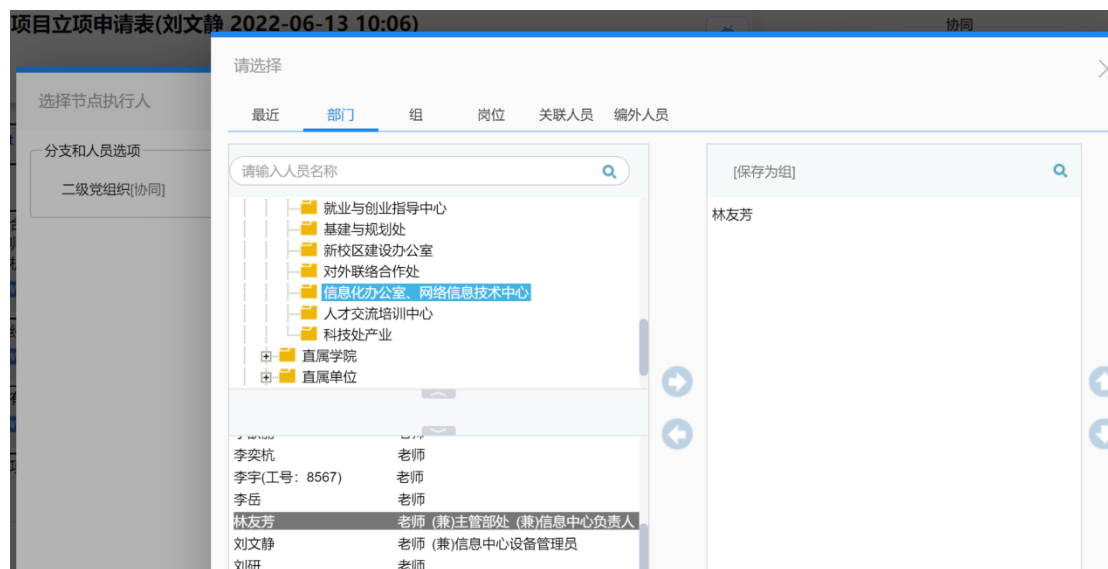 项目立项申请表(刘文静 2022-06-13 10:06)
协同
请选择
选择节点执行人
最近 部门 组 岗位 关联人员 编外人员
分支和人员选项
二级党组织[协同]
请输入人员名称
[保存为组]
就业与创业指导中心
林友芳
基建与规划处
新校区建设办公室
对外联络合作处
信息化办公室、网络信息技术中心
人才交流培训中心
科技处产业
直属学院
直属单位
李奕杭 老师
李宇(工号：8567) 老师
李岳 老师
林友芳 老师 (兼)主管部处 (兼)信息中心负责人
刘文静 老师 (兼)信息中心设备管理员
刘研 老师